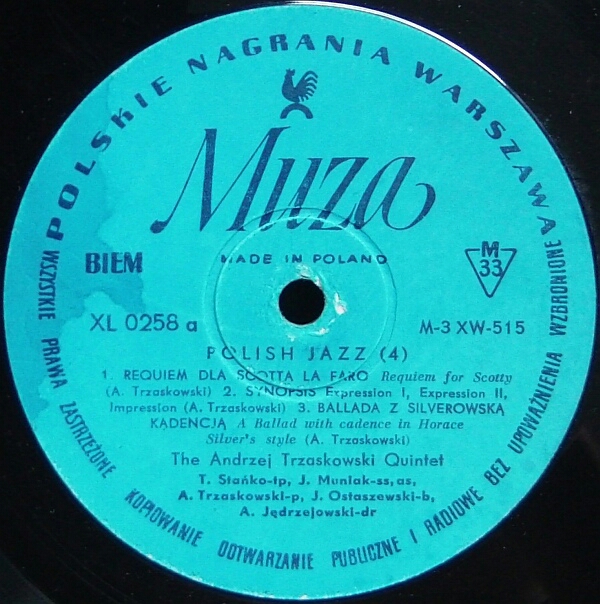 POLSKIE NAGRANIA WARSZAWA
Muza
BIEM
MADE IN POLAND
M
33
XL 0258 a
M-3 XW-515
POLISH JAZZ (4)
1. REQUIEM DLA SCOTTA LA FARO Requiem for Scotty
(A. Trzaskowski) 2. SYNOPSIS Expression I, Expression II,
Impression (A. Trzaskowski) 3. BALLADA Z SILVEROWSKĄ
KADENCJĄ A Ballad with cadence in Horace
Silver's style (A. Trzaskowski)
The Andrzej Trzaskowski Quintet
T. Stańko-tp, J. Muniak-ss, as,
A. Trzaskowski-p, J. Ostaszewski-b,
A. Jędrzejowski-dr
WSZYSTKIE PRAWA ZASTRZEŻONE KOPIOWANIE ODTWARZANIE PUBLICZNE I RADIOWE BEZ UPOWAŻNIENIA WZBRONIONE